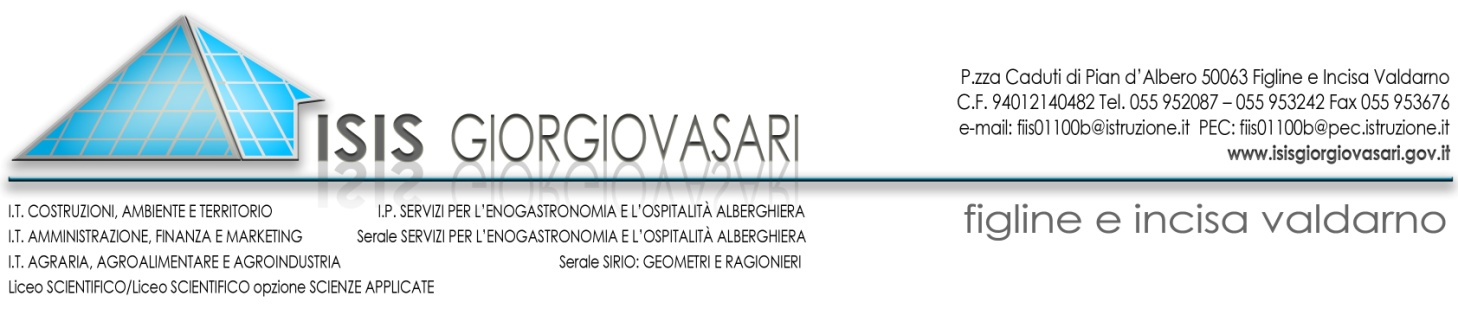 P.zza Caduti di Pian d'Albero 50063 Figline e Incisa Valdarno
C.F. 94012140482 Tel. 055 952087 – 055 953242 Fax 055 953676
e-mail: fiis01100b@istruzione.it PEC: fiis01100b@pec.istruzione.it
www.isisgiorgiovasari.gov.it
ISIS GIORGIOVASARI
figline e incisa valdarno
I.T. COSTRUZIONI, AMBIENTE E TERRITORIO
I.T. AMMINISTRAZIONE, FINANZA E MARKETING
I.T. AGRARIA, AGROALIMENTARE E AGROINDUSTRIA
Liceo SCIENTIFICO/Liceo SCIENTIFICO opzione SCIENZE APPLICATE
I.P. SERVIZI PER L'ENOGASTRONOMIA E L'OSPITALITÀ ALBERGHIERA
Serale SERVIZI PER L'ENOGASTRONOMIA E L'OSPITALITÀ ALBERGHIERA
Serale SIRIO: GEOMETRI E RAGIONIERI